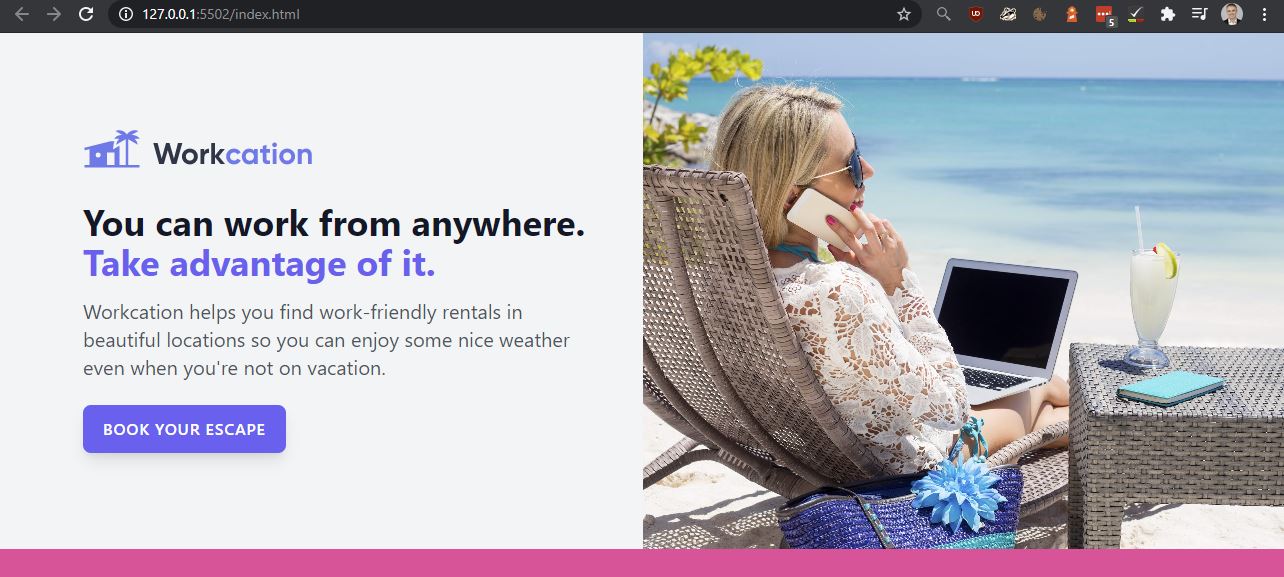 127.0.0.1:5502/index.html
5
Workcation
You can work from anywhere.
Take advantage of it.
Workcation helps you find work-friendly rentals in
beautiful locations so you can enjoy some nice weather
even when you're not on vacation.
BOOK YOUR ESCAPE